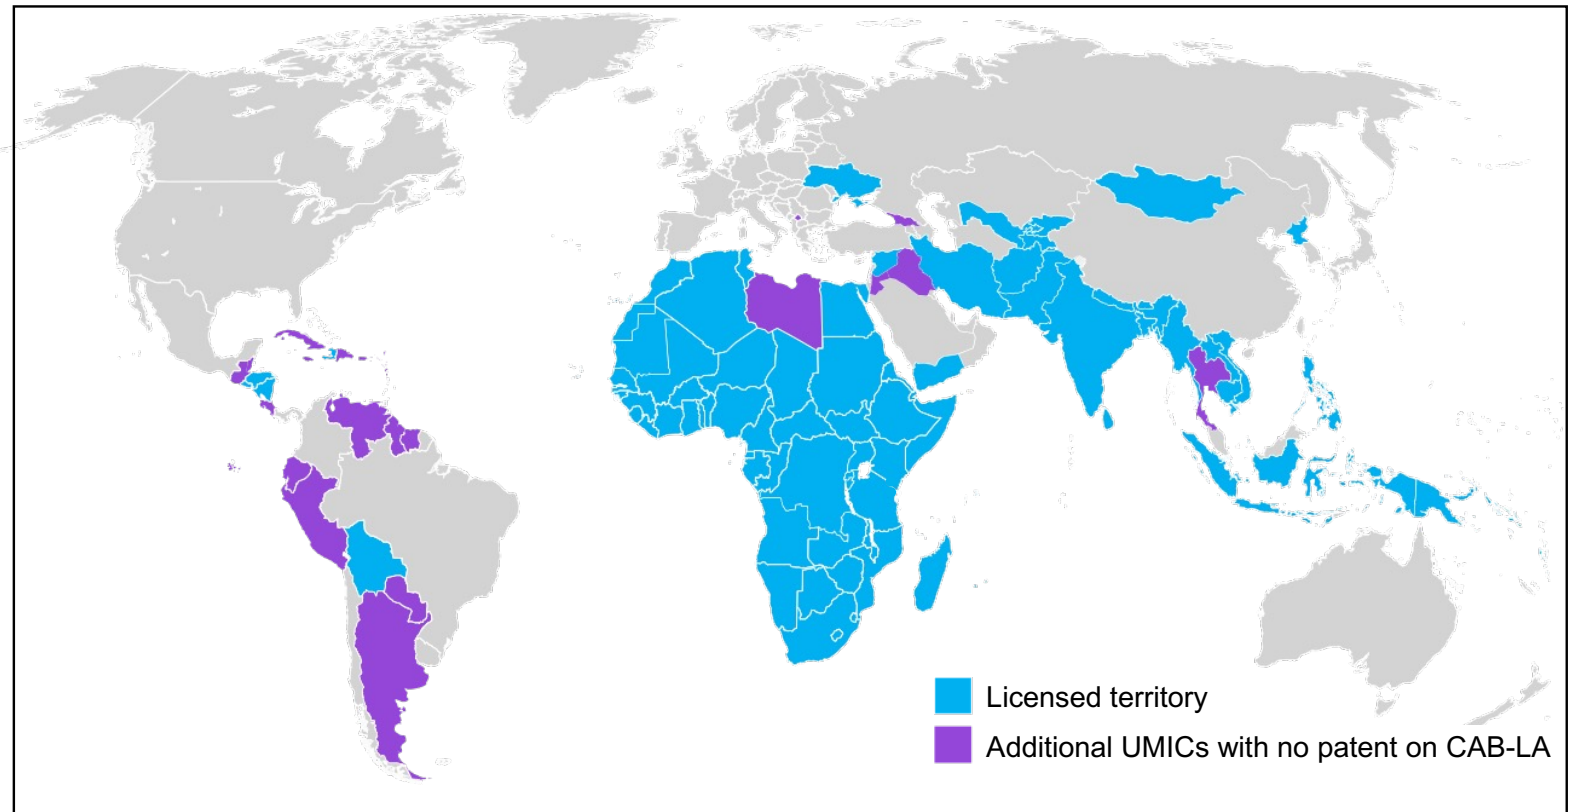 Licensed territory
Additional UMICs with no patent on CAB-LA